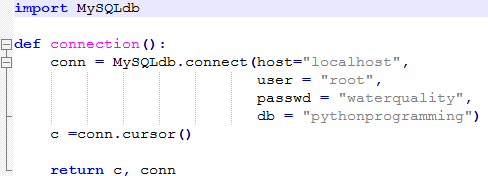 import MySQLdb
def connection():
    conn = MySQLdb.connect(host="localhost",
                           user = "root",
                           passwd = "waterquality",
                           db = "pythonprogramming")
    c =conn.cursor()
    return c, conn